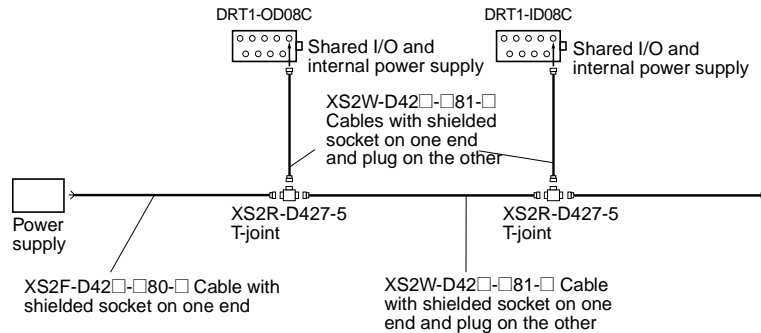 DRT1-OD08C
DRT1-ID08C
Shared I/O and
internal power supply
Shared I/O and
internal power supply
XS2W-D42□-□81-□
Cables with shielded
socket on one end
and plug on the other
Power
supply
XS2R-D427-5
T-joint
XS2R-D427-5
T-joint
XS2F-D42□-□80-□ Cable with
shielded socket on one end
XS2W-D42□-□81-□ Cable
with shielded socket on one
end and plug on the other